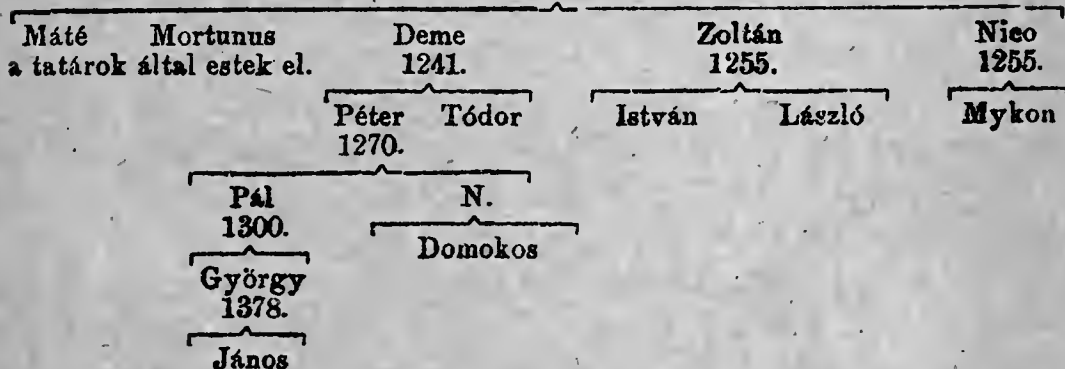 Máté Mortunus Deme Zoltán Nico
a tatárok által estek el. 1241. 1255. 1255.
Péter Tódor István László Mykon
1270.
Pál N.
1300. Domokos
György
1378.
János